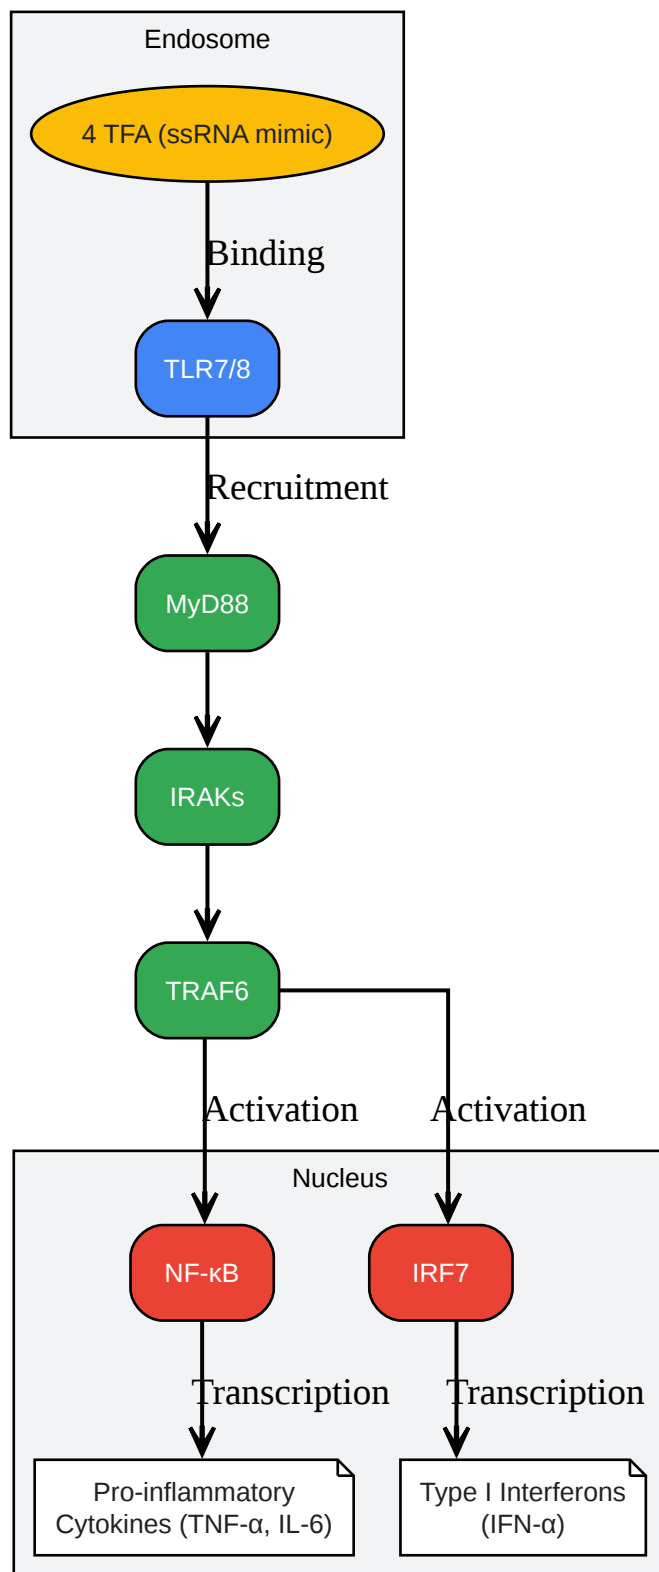 Endosome
4 TFA (ssRNA mimic)
Binding
TLR7/8
Recruitment
MyD88
IRAKs
TRAF6
Activation
Activation
Nucleus
NF-κB
IRF7
Transcription
Transcription
Pro-inflammatory
Cytokines (TNF-α, IL-6)
Type I Interferons
(IFN-α)